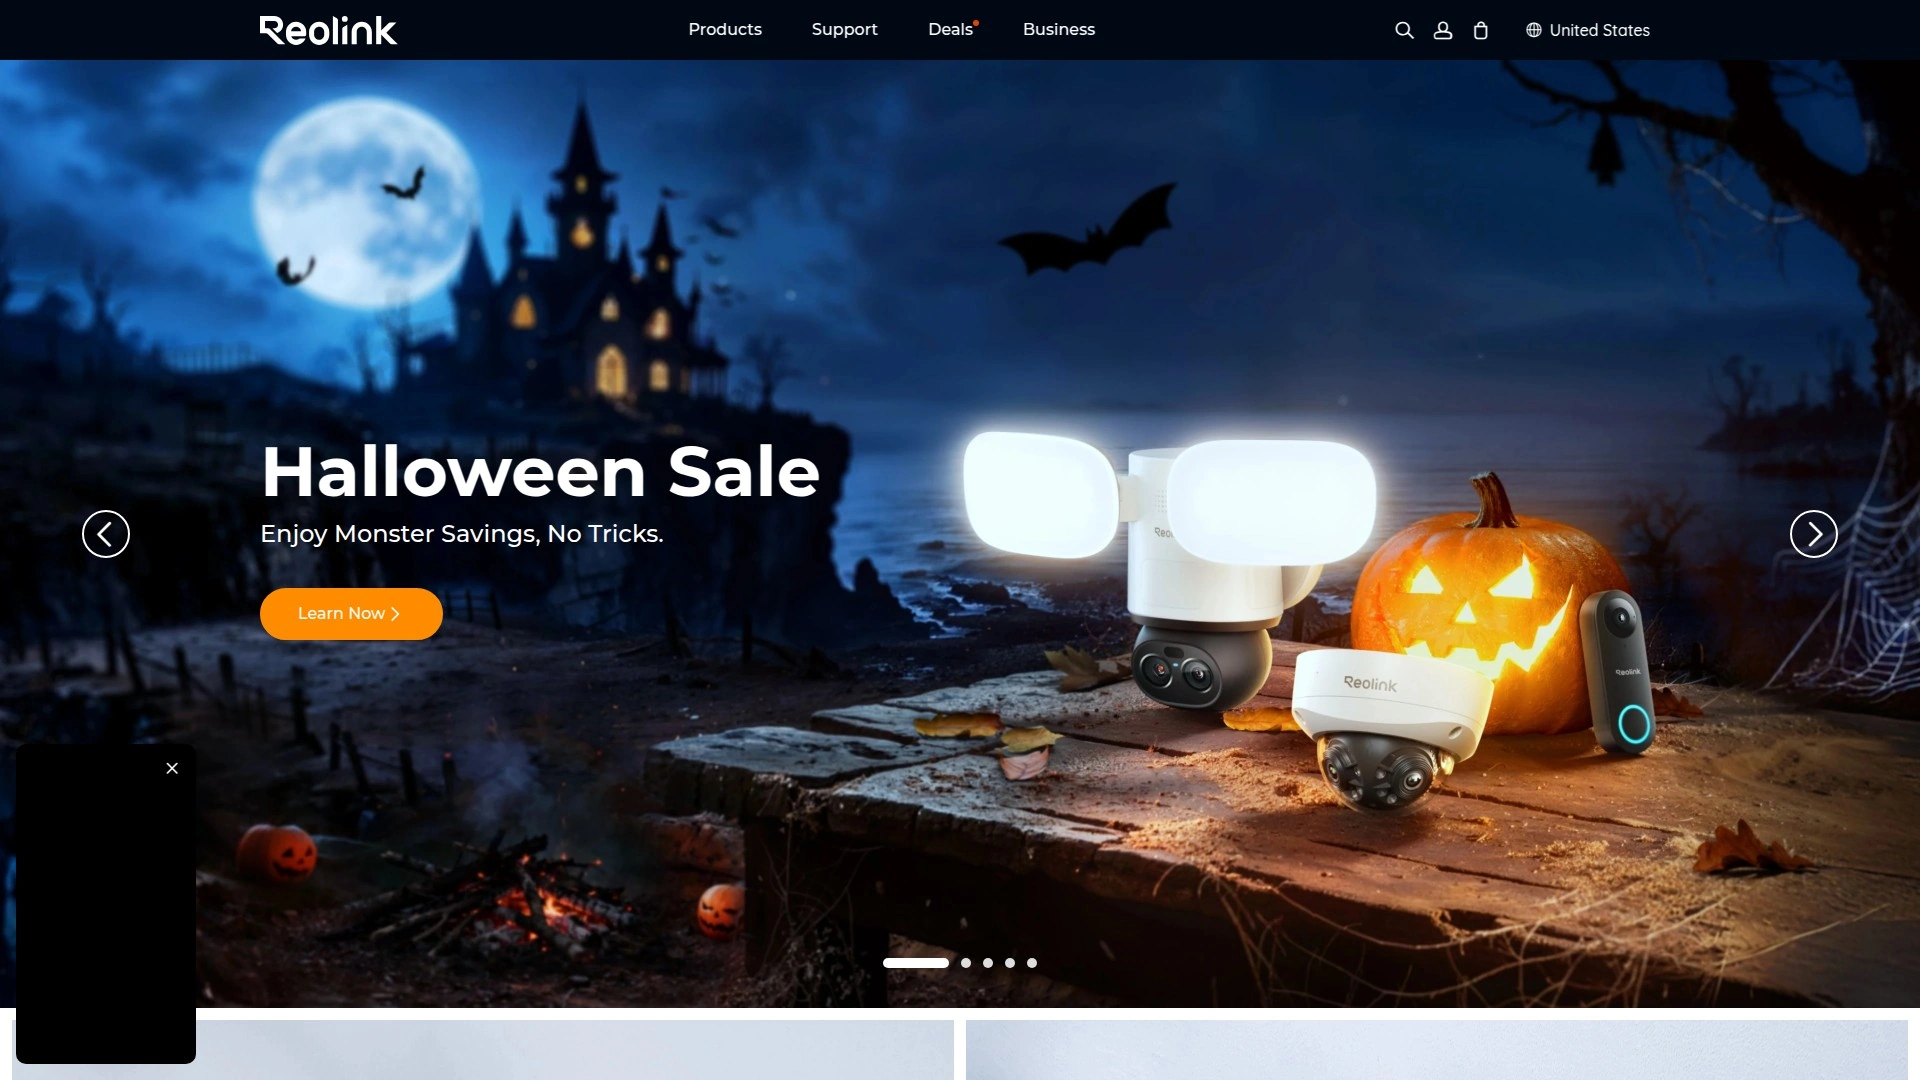 Reolink
Products
Support
Deals
Business
United States
Halloween Sale
Enjoy Monster Savings, No Tricks.
Learn Now
Reolink
Reolink